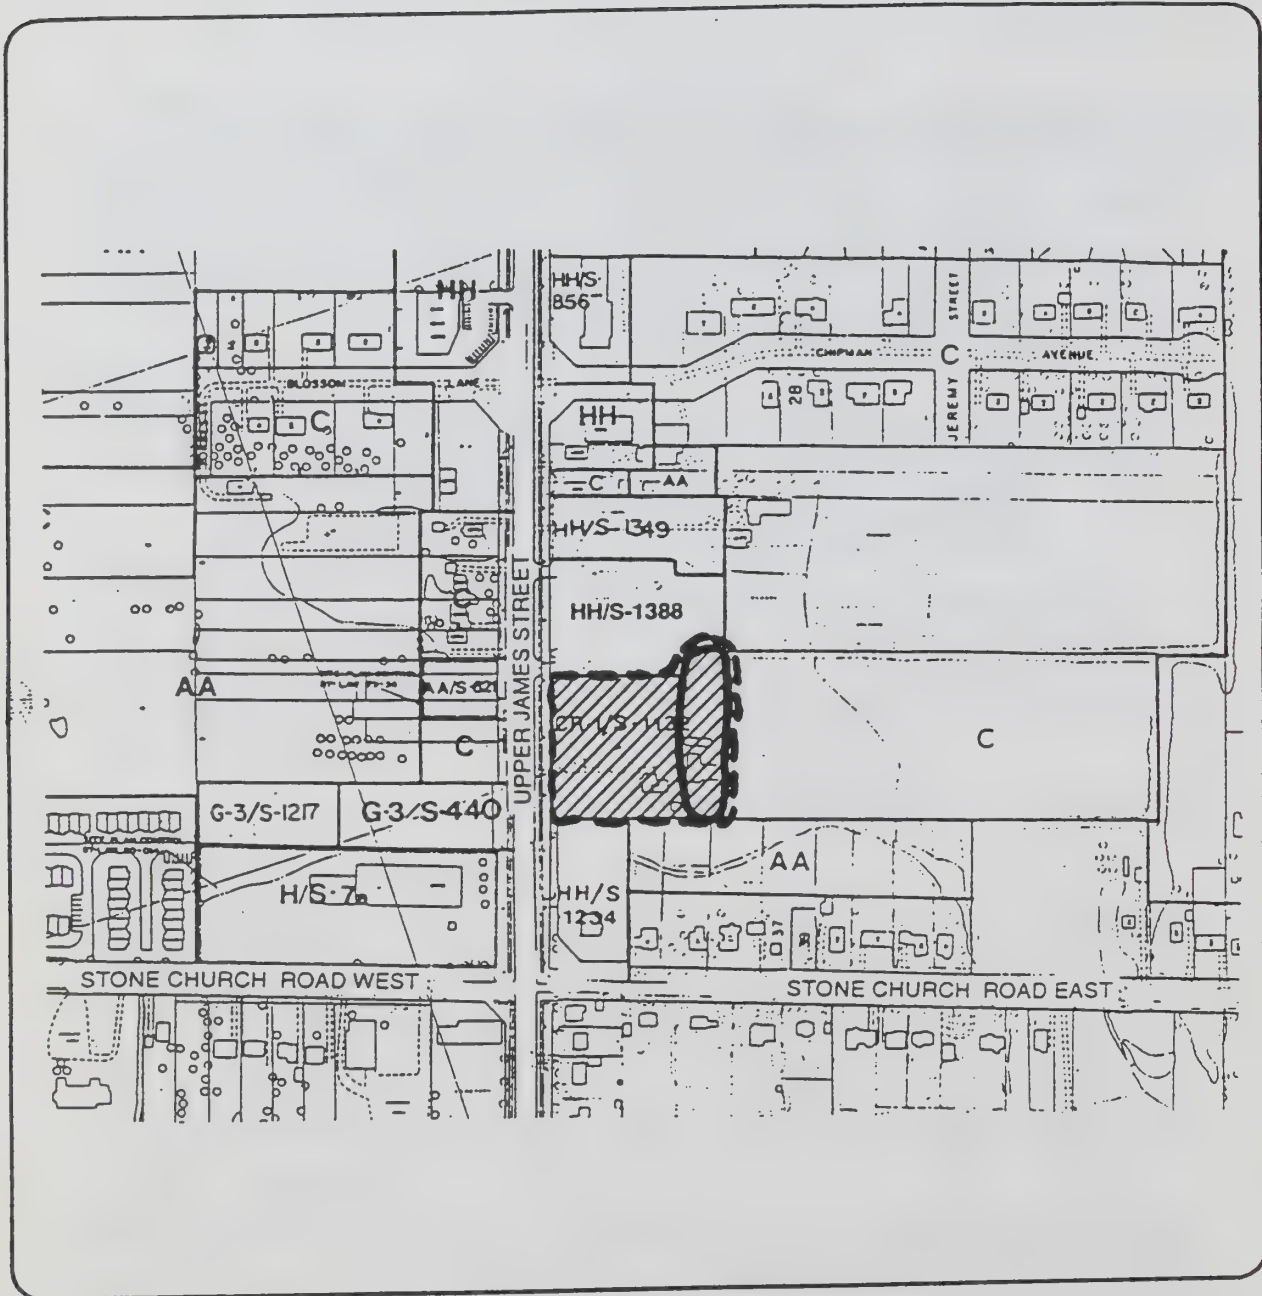 HH
HH/S-
856
STREET
CHIPMAN
C
AVENUE
BLOSSOM
LANE
28
JEREMY
C
HH
C
AA
HH/S-1349
C
HH/S-1388
UPPER JAMES STREET
AA
AA/S-621
C
C
G-3/S-1217
G-3/S-440
H/S-7
AA
HH/S
1234
37
39
STONE CHURCH ROAD WEST
STONE CHURCH ROAD EAST